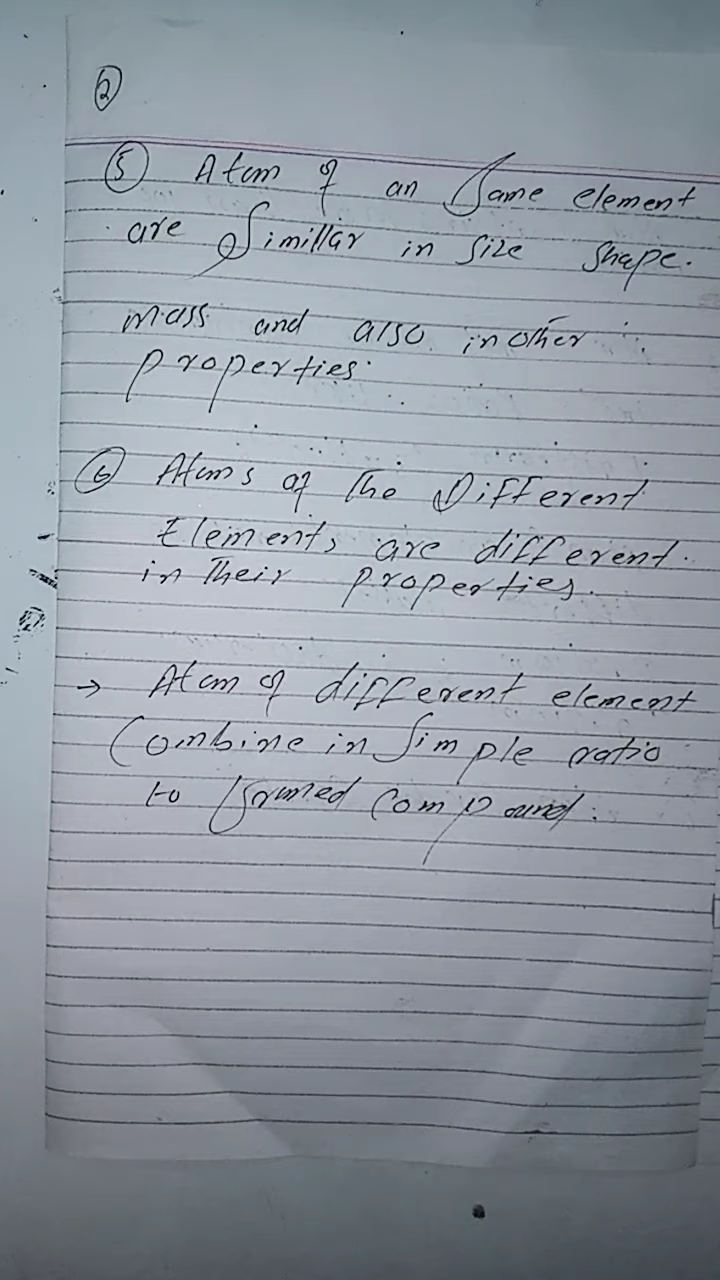 2
5 Atom of an Same element
are Simillar in Size Shape.
mass and also in other
properties.
6 Atoms of The Different
Elements are different.
in Their properties.
→ Atom of different element
Combine in Simple ratio
to formed Compound.